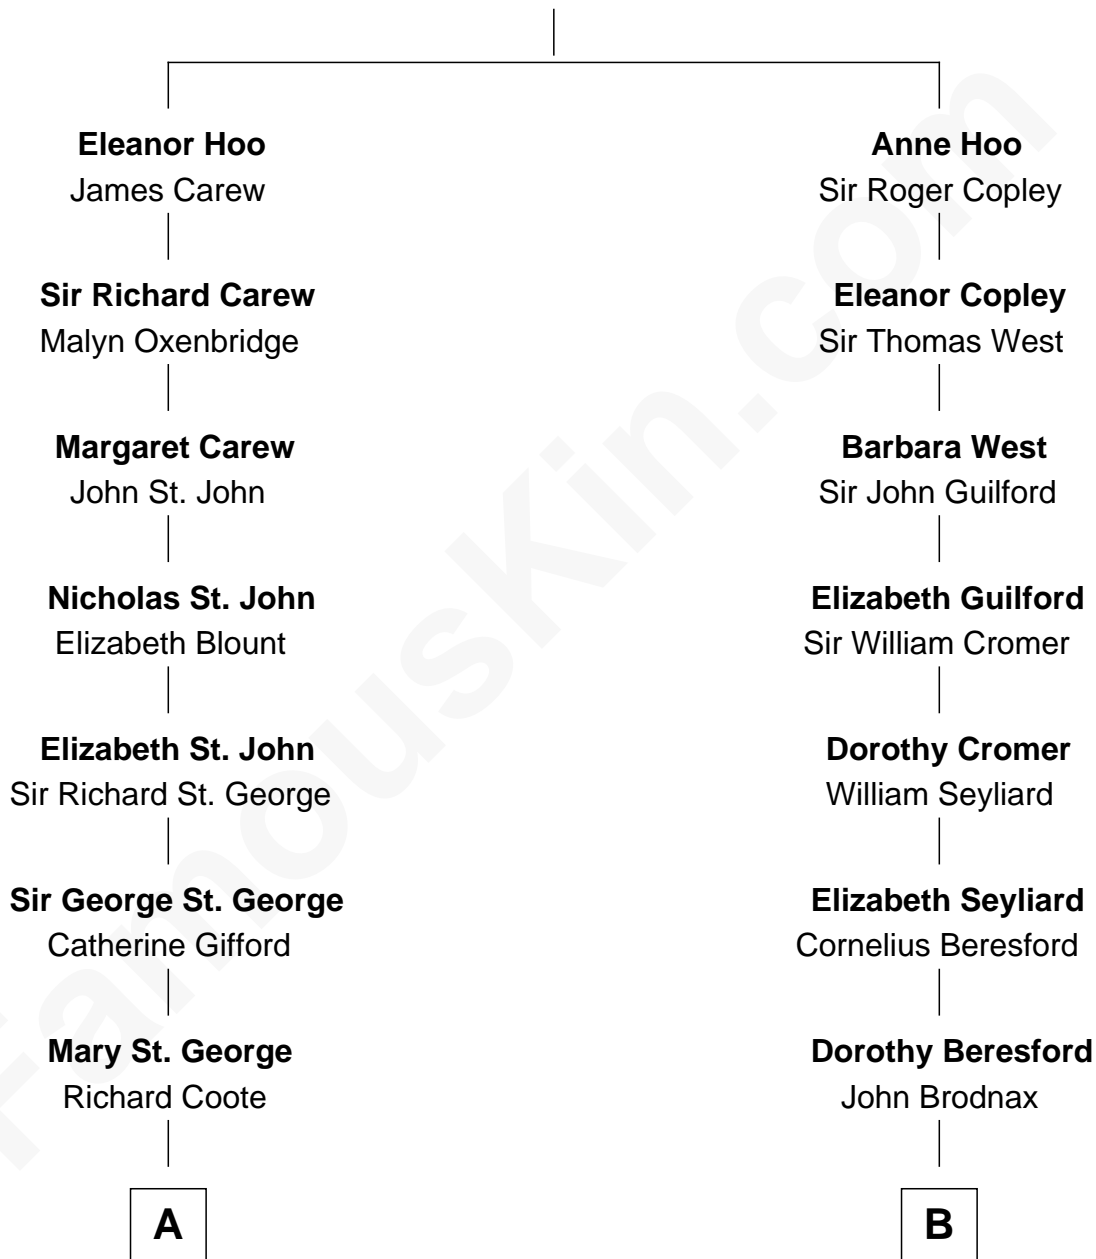 Eleanor Hoo
James Carew
Anne Hoo
Sir Roger Copley
Sir Richard Carew
Malyn Oxenbridge
Eleanor Copley
Sir Thomas West
Margaret Carew
John St. John
Barbara West
Sir John Guilford
Nicholas St. John
Elizabeth Blount
Elizabeth Guilford
Sir William Cromer
Elizabeth St. John
Sir Richard St. George
Dorothy Cromer
William Seyliard
Sir George St. George
Catherine Gifford
Elizabeth Seyliard
Cornelius Beresford
Mary St. George
Richard Coote
Dorothy Beresford
John Brodnax
A
B
FamousKin.com